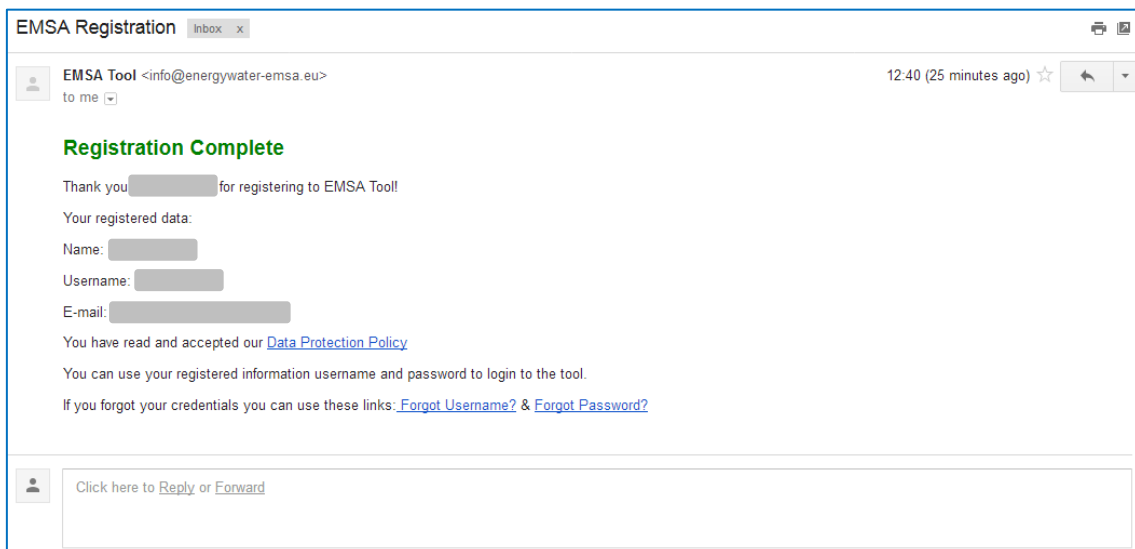 EMSA Registration Inbox x
EMSA Tool <info@energywater-emsa.eu> 12:40 (25 minutes ago)
to me
Registration Complete
Thank you for registering to EMSA Tool!
Your registered data:
Name:
Username:
E-mail:
You have read and accepted our Data Protection Policy
You can use your registered information username and password to login to the tool.
If you forgot your credentials you can use these links: Forgot Username? & Forgot Password?
Click here to Reply or Forward